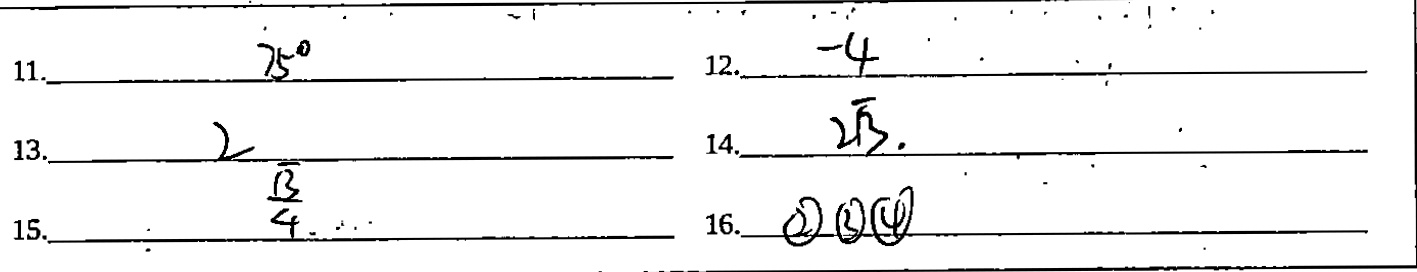 11. 75° 12. -4
13. 2 14. 2√3.
15. √3/4 16. ②③④